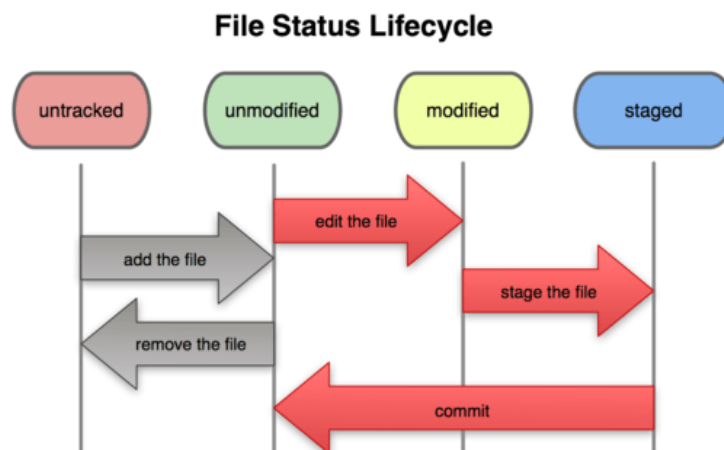 File Status Lifecycle
untracked
unmodified
modified
staged
edit the file
add the file
stage the file
remove the file
commit